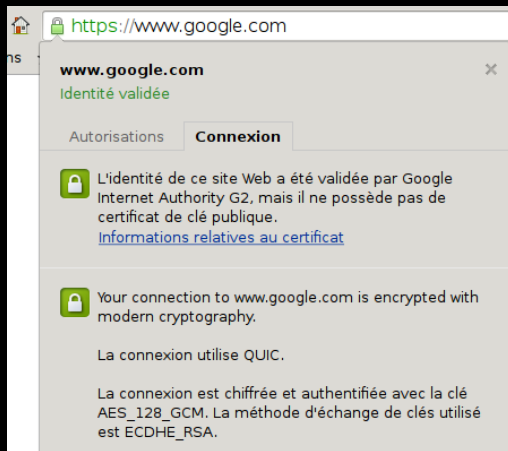 https://www.google.com
ns
www.google.com
Identité validée
Autorisations Connexion
L'identité de ce site Web a été validée par Google
Internet Authority G2, mais il ne possède pas de
certificat de clé publique.
Informations relatives au certificat
Your connection to www.google.com is encrypted with
modern cryptography.
La connexion utilise QUIC.
La connexion est chiffrée et authentifiée avec la clé
AES_128_GCM. La méthode d'échange de clés utilisé
est ECDHE_RSA.